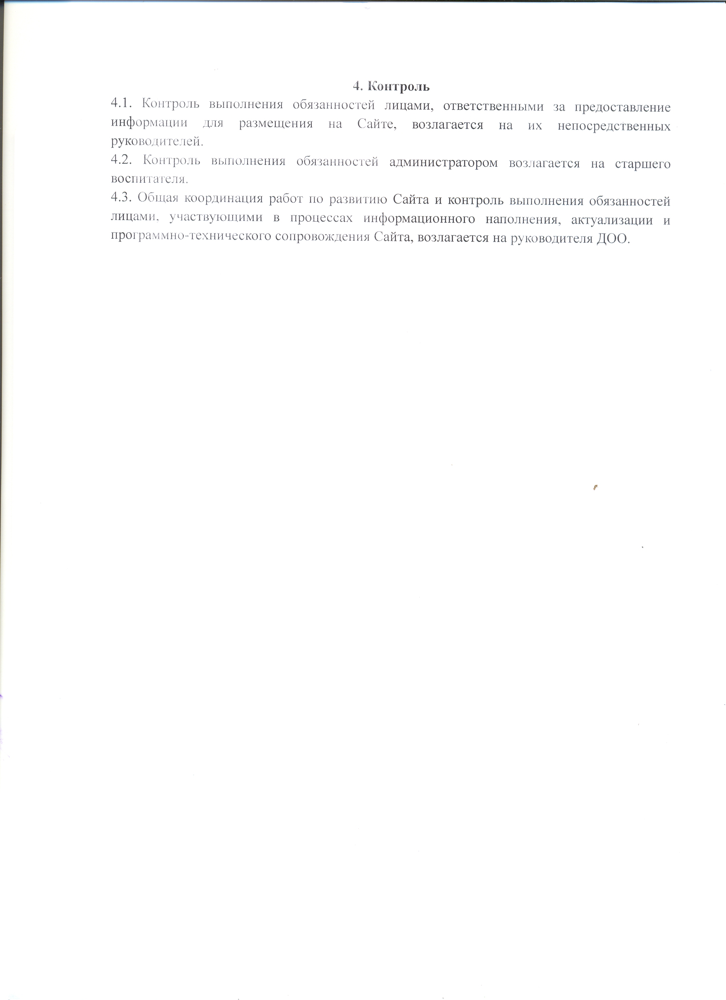 4. Контроль
4.1. Контроль выполнения обязанностей лицами, ответственными за предоставление
информации для размещения на Сайте, возлагается на их непосредственных
руководителей.
4.2. Контроль выполнения обязанностей администратором возлагается на старшего
воспитателя.
4.3. Общая координация работ по развитию Сайта и контроль выполнения обязанностей
лицами, участвующими в процессах информационного наполнения, актуализации и
программно-технического сопровождения Сайта, возлагается на руководителя ДОО.